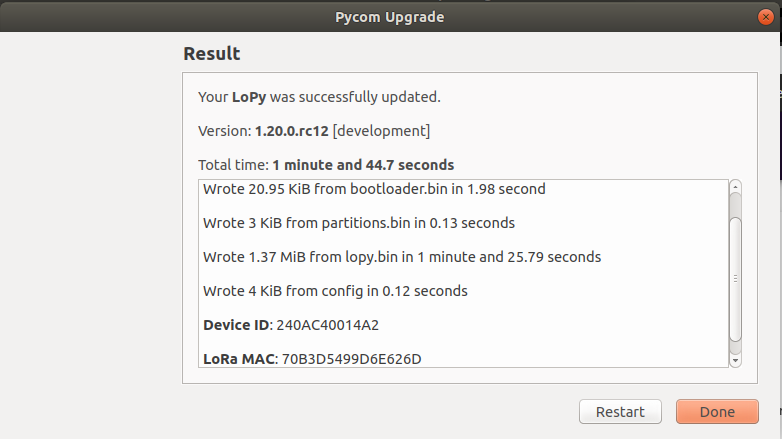 Pycom Upgrade
Result
Your LoPy was successfully updated.
Version: 1.20.0.rc12 [development]
Total time: 1 minute and 44.7 seconds
Wrote 20.95 KiB from bootloader.bin in 1.98 second
Wrote 3 KiB from partitions.bin in 0.13 seconds
Wrote 1.37 MiB from lopy.bin in 1 minute and 25.79 seconds
Wrote 4 KiB from config in 0.12 seconds
Device ID: 240AC40014A2
LoRa MAC: 70B3D5499D6E626D
Restart
Done